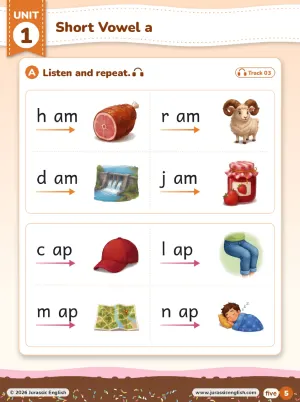 UNIT
1
Short Vowel a
A Listen and repeat.
Track 03
h am
r am
d am
j am
c ap
l ap
m ap
n ap
© 2026 Jurassic English
www.jurassicenglish.com
five
5